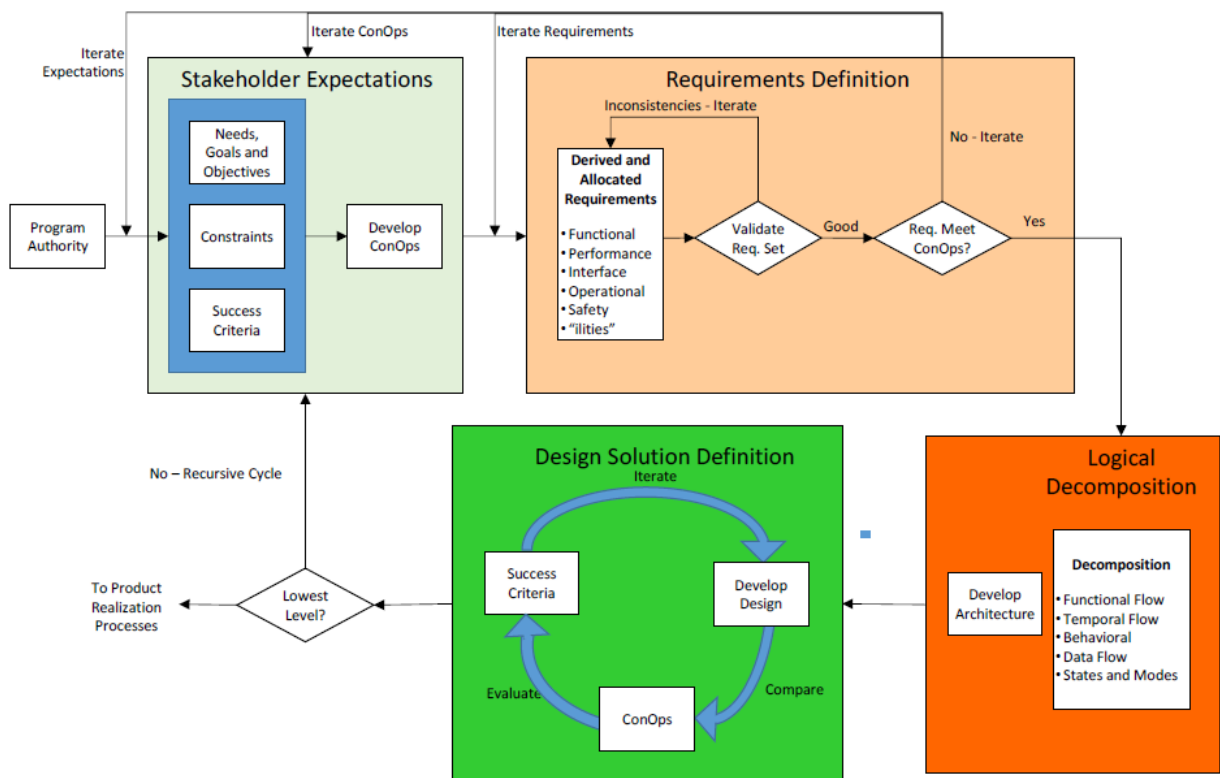 Iterate ConOps
Iterate Requirements
Iterate
Expectations
Stakeholder Expectations
Needs,
Goals and
Objectives
Constraints
Success
Criteria
Program
Authority
Develop
ConOps
Requirements Definition
Inconsistencies - Iterate
No - Iterate
Derived and
Allocated
Requirements
• Functional
• Performance
• Interface
• Operational
• Safety
• “ilities”
Validate
Req. Set
Good
Req. Meet
ConOps?
Yes
Logical
Decomposition
Develop
Architecture
Decomposition
• Functional Flow
• Temporal Flow
• Behavioral
• Data Flow
• States and Modes
Design Solution Definition
Iterate
Success
Criteria
Develop
Design
Evaluate
Compare
ConOps
No – Recursive Cycle
Lowest
Level?
To Product
Realization
Processes